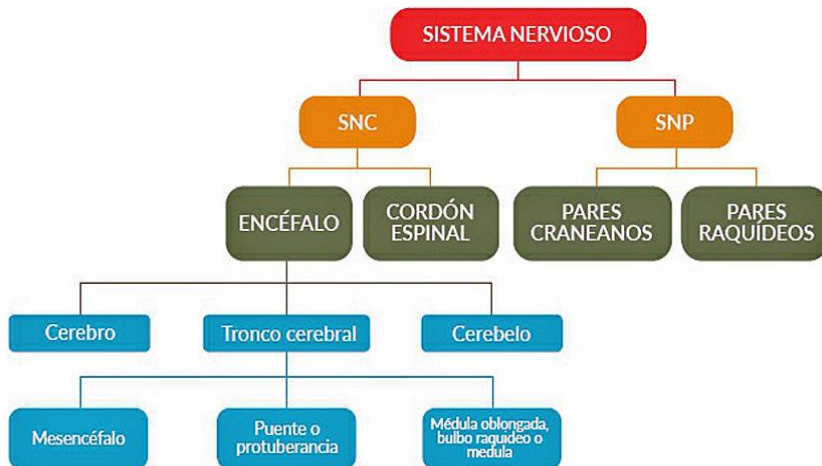 SISTEMA NERVIOSO
SNC
SNP
ENCÉFALO
CORDÓN
ESPINAL
PARES
CRANEANOS
PARES
RAQUÍDEOS
Cerebro
Tronco cerebral
Cerebelo
Mesencéfalo
Puente o
protuberancia
Médula oblongada,
bulbo raquideo o
medula